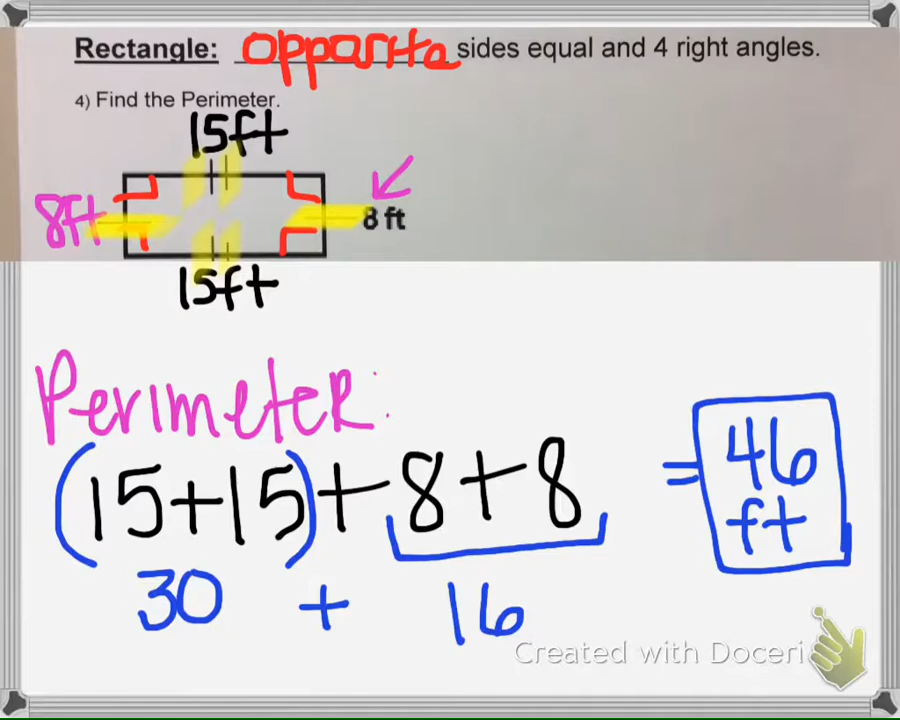 Rectangle: opposite sides equal and 4 right angles.
4) Find the Perimeter.
15ft
8ft
8 ft
15ft
Perimeter:
(15+15)+8+8
= 46 ft
30 + 16
Created with Doceri